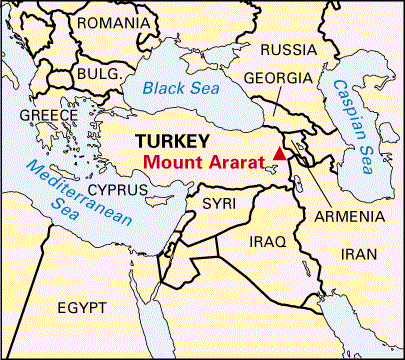 ROMANIA
RUSSIA
BULG.
Black Sea
GEORGIA
Caspian Sea
GREECE
TURKEY
Mount Ararat
Mediterranean
Sea
CYPRUS
SYRI
ARMENIA
IRAQ
IRAN
EGYPT